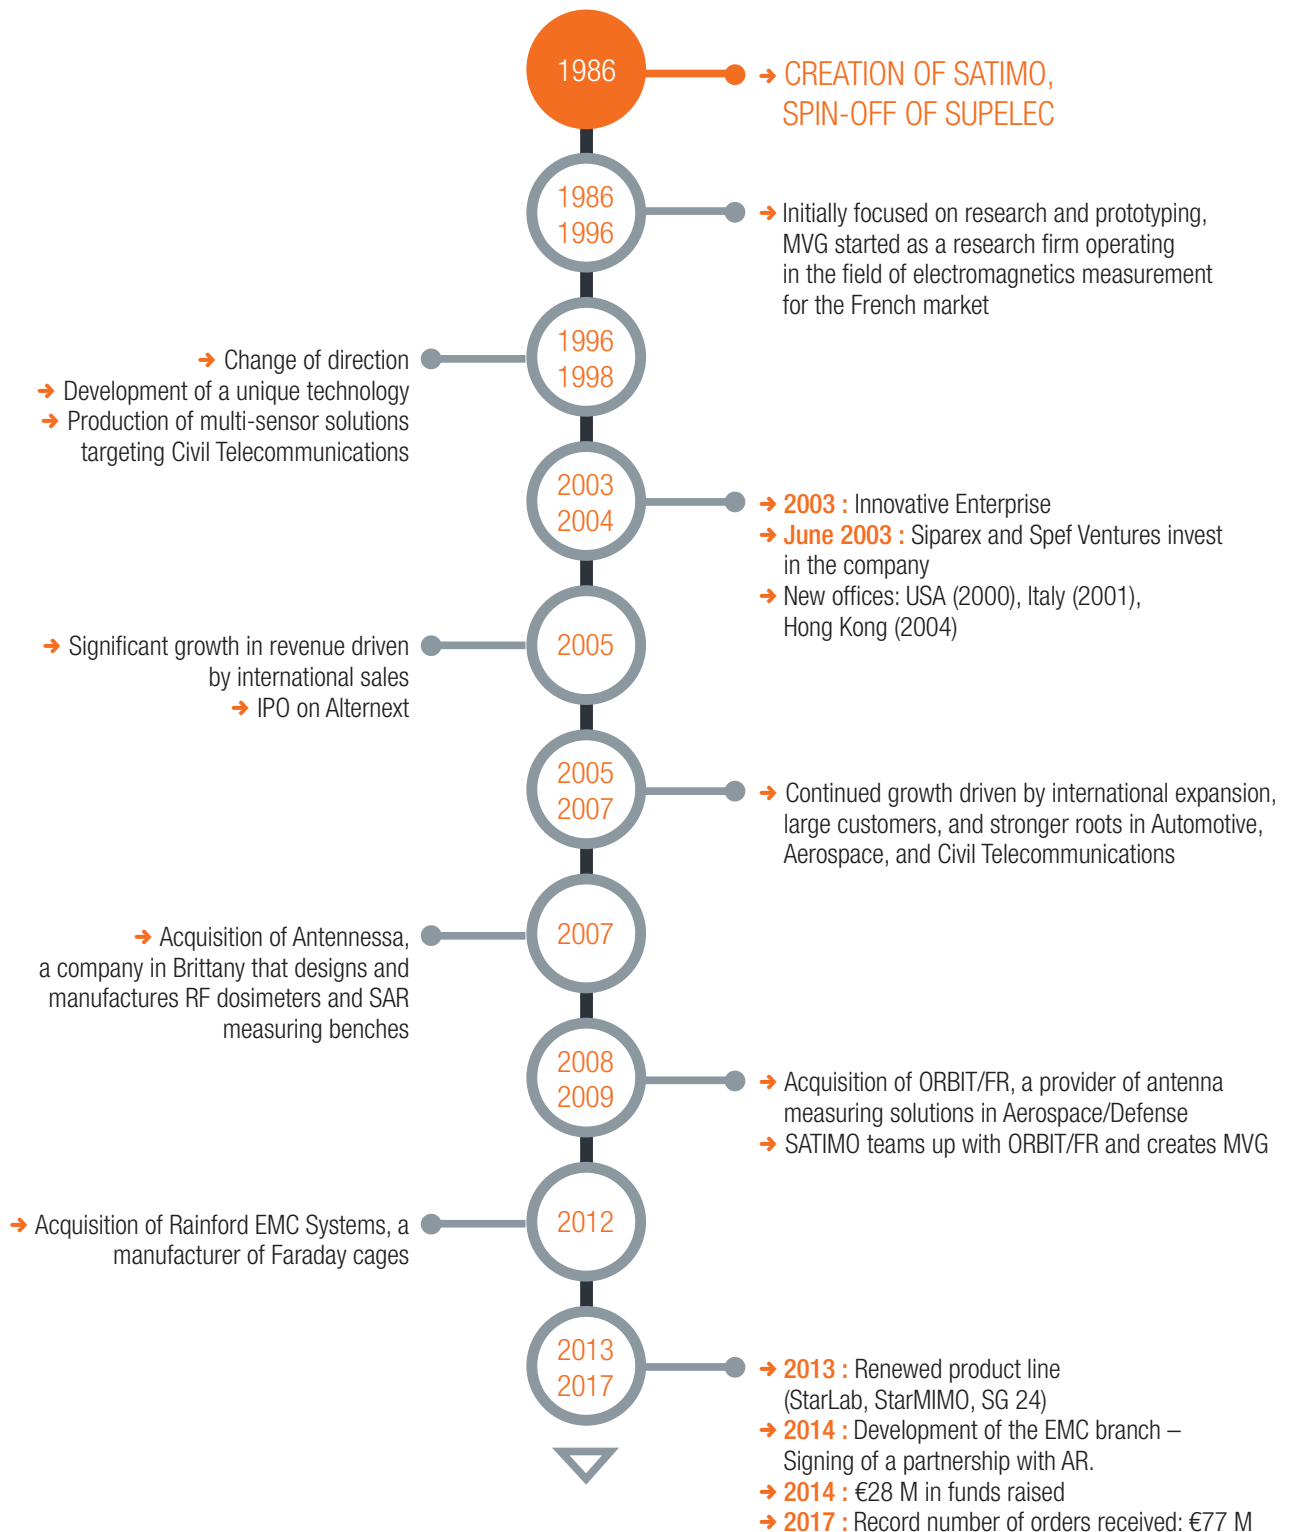 1986
➔ CREATION OF SATIMO,
SPIN-OFF OF SUPELEC
1986
1996
➔ Initially focused on research and prototyping,
MVG started as a research firm operating
in the field of electromagnetics measurement
for the French market
1996
1998
➔ Change of direction
➔ Development of a unique technology
➔ Production of multi-sensor solutions
targeting Civil Telecommunications
2003
2004
➔ 2003 : Innovative Enterprise
➔ June 2003 : Siparex and Spef Ventures invest
in the company
➔ New offices: USA (2000), Italy (2001),
Hong Kong (2004)
2005
➔ Significant growth in revenue driven
by international sales
➔ IPO on Alternext
2005
2007
➔ Continued growth driven by international expansion,
large customers, and stronger roots in Automotive,
Aerospace, and Civil Telecommunications
2007
➔ Acquisition of Antennessa,
a company in Brittany that designs and
manufactures RF dosimeters and SAR
measuring benches
2008
2009
➔ Acquisition of ORBIT/FR, a provider of antenna
measuring solutions in Aerospace/Defense
➔ SATIMO teams up with ORBIT/FR and creates MVG
2012
➔ Acquisition of Rainford EMC Systems, a
manufacturer of Faraday cages
2013
2017
➔ 2013 : Renewed product line
(StarLab, StarMIMO, SG 24)
➔ 2014 : Development of the EMC branch –
Signing of a partnership with AR.
➔ 2014 : €28 M in funds raised
➔ 2017 : Record number of orders received: €77 M